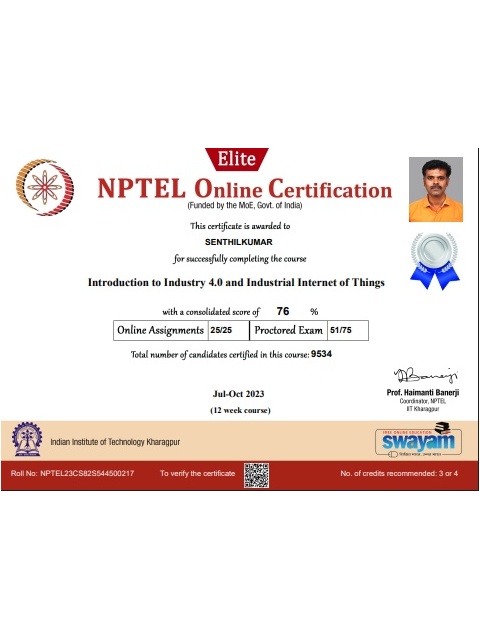 Elite
NPTEL Online Certification
(Funded by the MoE, Govt. of India)
This certificate is awarded to
SENTHILKUMAR
for successfully completing the course
Introduction to Industry 4.0 and Industrial Internet of Things
with a consolidated score of 76 %
Online Assignments 25/25 Proctored Exam 51/75
Total number of candidates certified in this course: 9534
Prof. Haimanti Banerji
Coordinator, NPTEL
IIT Kharagpur
Jul-Oct 2023
(12 week course)
Indian Institute of Technology Kharagpur
FREE ONLINE EDUCATION
swayam
Roll No: NPTEL23CS82S544500217 To verify the certificate No. of credits recommended: 3 or 4